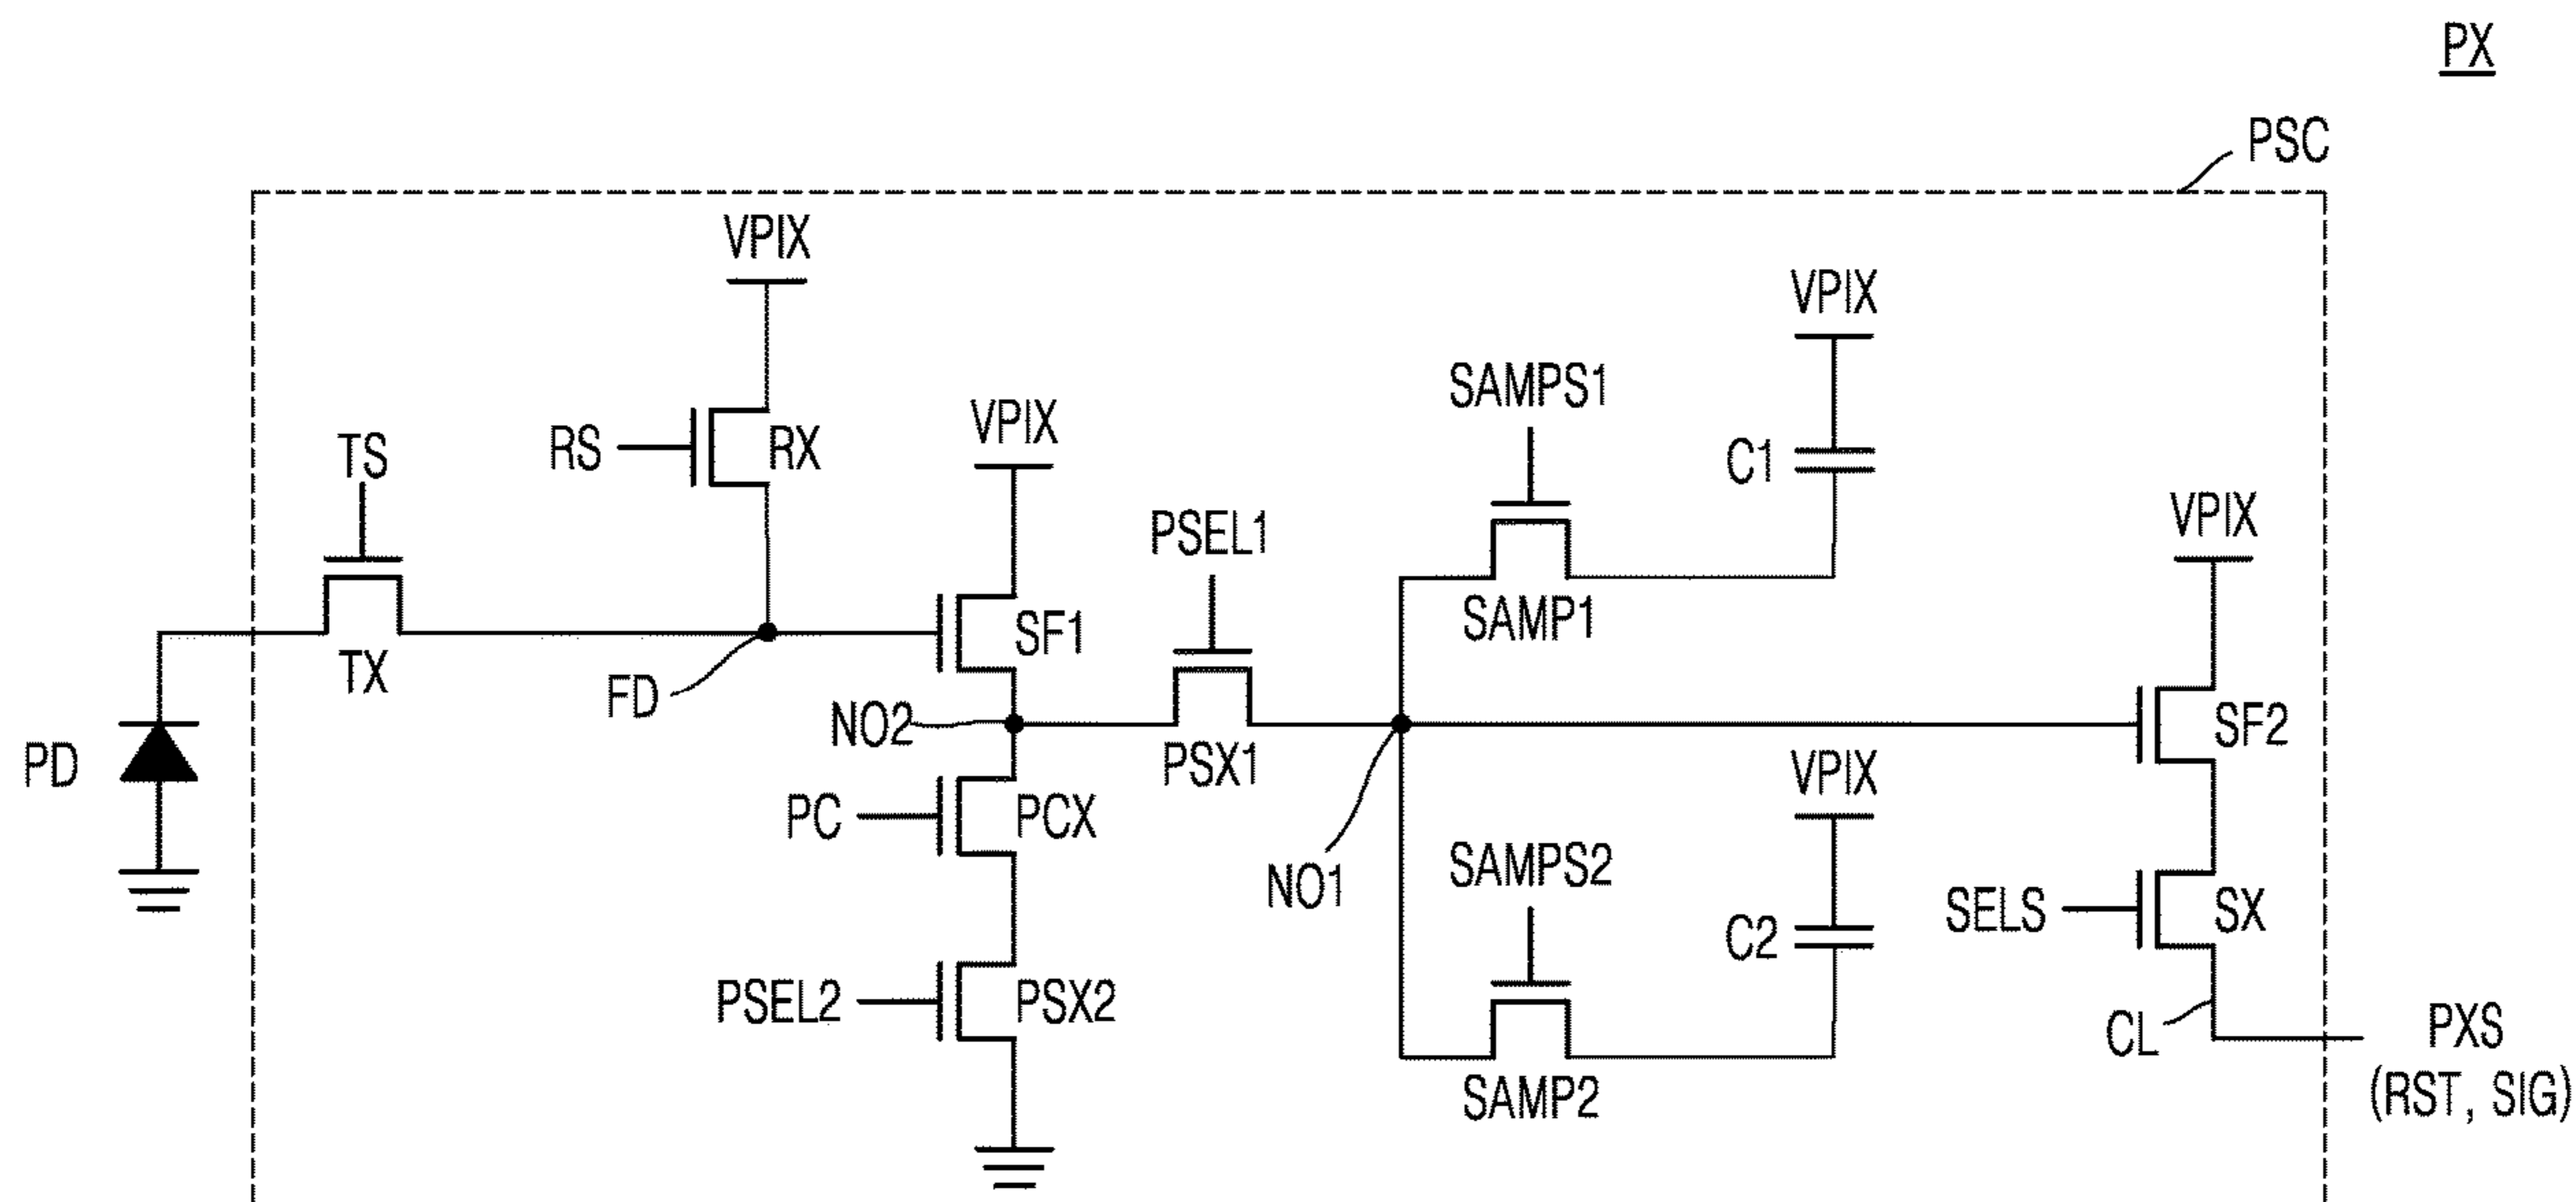 PX
PSC
VPIX
VPIX
SAMPS1
TS
RS
RX
VPIX
C1
PSEL1
VPIX
SAMP1
TX
FD
SF1
NO2
PD
PSX1
SF2
VPIX
PC
PCX
NO1
SAMPS2
C2
SELS
SX
PSEL2
PSX2
CL
PXS
SAMP2
(RST, SIG)